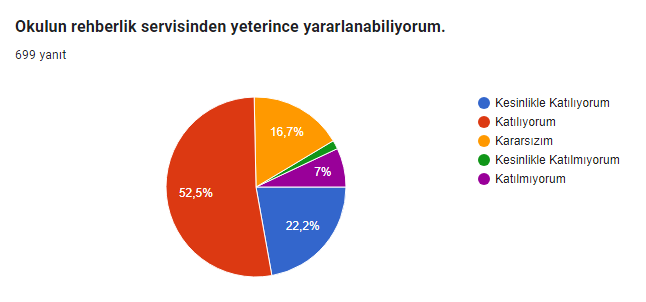 Okulun rehberlik servisinden yeterince yararlanabiliyorum.
699 yanıt
Kesinlikle Katılıyorum
Katılıyorum
Kararsızım
Kesinlikle Katılmıyorum
Katılmıyorum
16,7%
7%
52,5%
22,2%